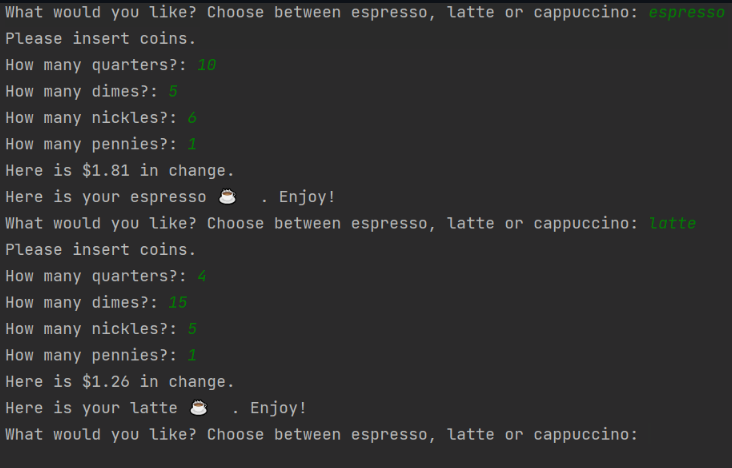 What would you like? Choose between espresso, latte or cappuccino: espresso
Please insert coins.
How many quarters?: 10
How many dimes?: 5
How many nickles?: 6
How many pennies?: 1
Here is $1.81 in change.
Here is your espresso ☕ . Enjoy!
What would you like? Choose between espresso, latte or cappuccino: latte
Please insert coins.
How many quarters?: 4
How many dimes?: 15
How many nickles?: 5
How many pennies?: 1
Here is $1.26 in change.
Here is your latte ☕ . Enjoy!
What would you like? Choose between espresso, latte or cappuccino: